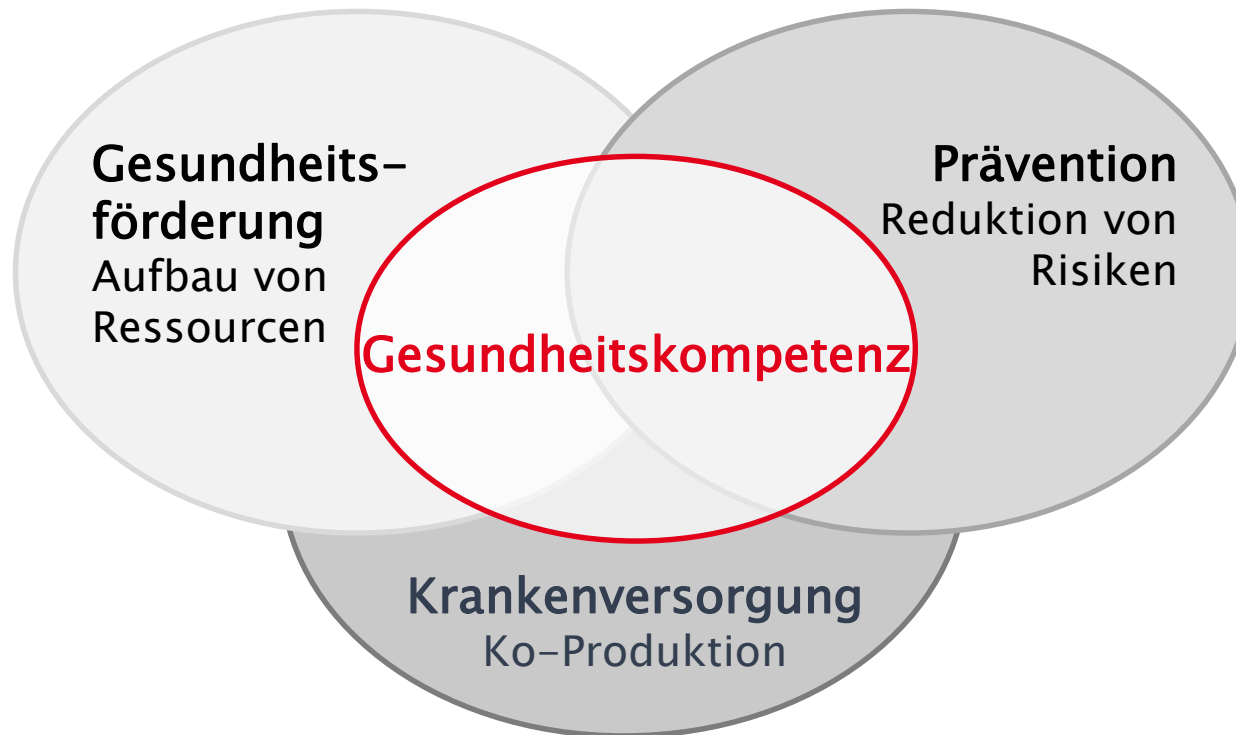 Gesundheits-
förderung
Aufbau von
Ressourcen
Prävention
Reduktion von
Risiken
Gesundheitskompetenz
Krankenversorgung
Ko-Produktion